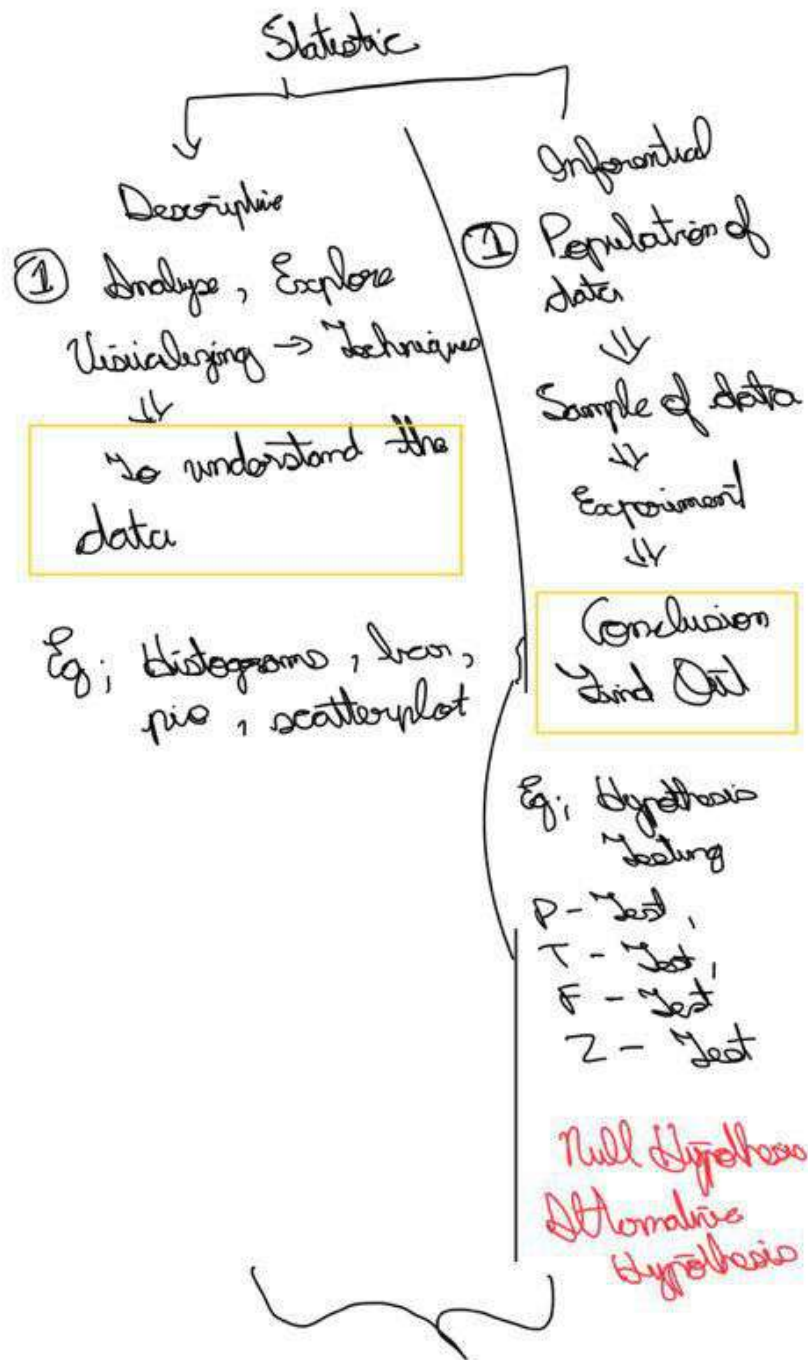 Statistic
Descriptive
① Analyse, Explore
Visualizing → Techniques
⇓
To understand the
data
Eg; Histograms, bar,
pie, scatterplot
Inferential
① Population of
data
⇓
Sample of data
⇓
Experiment
⇓
Conclusion
Find Out
Eg; Hypothesis
Testing
P - Test,
T - Test,
F - Test
Z - Test
Null Hypothesis
Alternative
Hypothesis